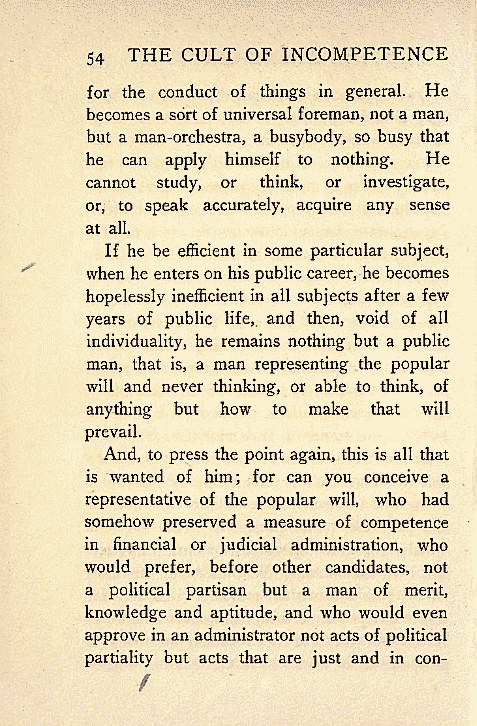 54 THE CULT OF INCOMPETENCE
for the conduct of things in general. He
becomes a sort of universal foreman, not a man,
but a man-orchestra, a busybody, so busy that
he can apply himself to nothing. He
cannot study, or think, or investigate,
or, to speak accurately, acquire any sense
at all.
If he be efficient in some particular subject,
when he enters on his public career, he becomes
hopelessly inefficient in all subjects after a few
years of public life, and then, void of all
individuality, he remains nothing but a public
man, that is, a man representing the popular
will and never thinking, or able to think, of
anything but how to make that will
prevail.
And, to press the point again, this is all that
is wanted of him; for can you conceive a
representative of the popular will, who had
somehow preserved a measure of competence
in financial or judicial administration, who
would prefer, before other candidates, not
a political partisan but a man of merit,
knowledge and aptitude, and who would even
approve in an administrator not acts of political
partiality but acts that are just and in con-